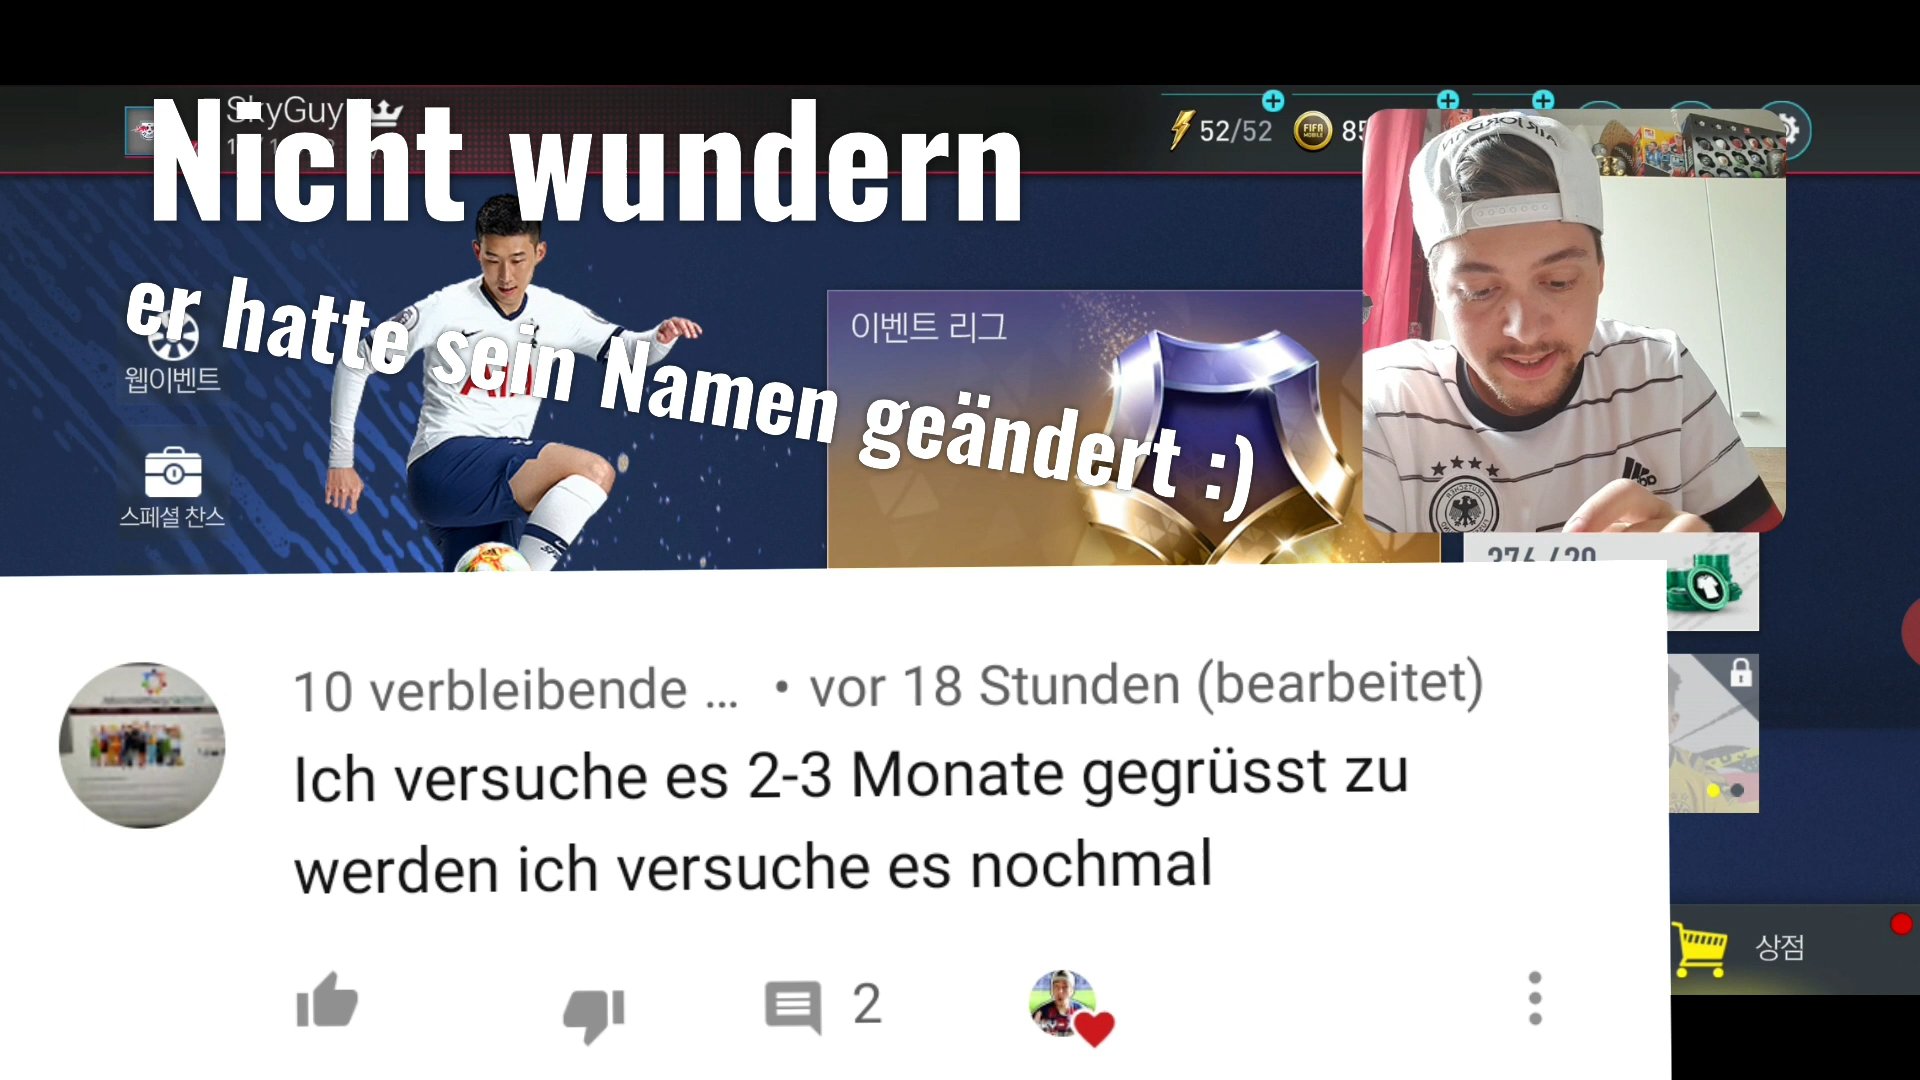 SkyGuy
Nicht wundern
52/52
FIFA MOBILE
85
er hatte sein Namen geändert :)
웹이벤트
이벤트 리그
스페셜 찬스
10 verbleibende ... • vor 18 Stunden (bearbeitet)
Ich versuche es 2-3 Monate gegrüsst zu
werden ich versuche es nochmal
2
상점